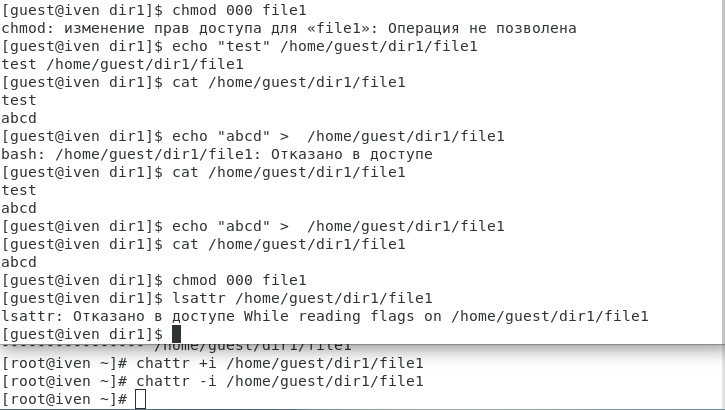 [guest@iven dir1]$ chmod 000 file1
chmod: изменение прав доступа для «file1»: Операция не позволена
[guest@iven dir1]$ echo "test" /home/guest/dir1/file1
test /home/guest/dir1/file1
[guest@iven dir1]$ cat /home/guest/dir1/file1
test
abcd
[guest@iven dir1]$ echo "abcd" >  /home/guest/dir1/file1
bash: /home/guest/dir1/file1: Отказано в доступе
[guest@iven dir1]$ cat /home/guest/dir1/file1
test
abcd
[guest@iven dir1]$ echo "abcd" >  /home/guest/dir1/file1
[guest@iven dir1]$ cat /home/guest/dir1/file1
abcd
[guest@iven dir1]$ chmod 000 file1
[guest@iven dir1]$ lsattr /home/guest/dir1/file1
lsattr: Отказано в доступе While reading flags on /home/guest/dir1/file1
[guest@iven dir1]$
---------------- /home/guest/dir1/file1
[root@iven ~]# chattr +i /home/guest/dir1/file1
[root@iven ~]# chattr -i /home/guest/dir1/file1
[root@iven ~]#